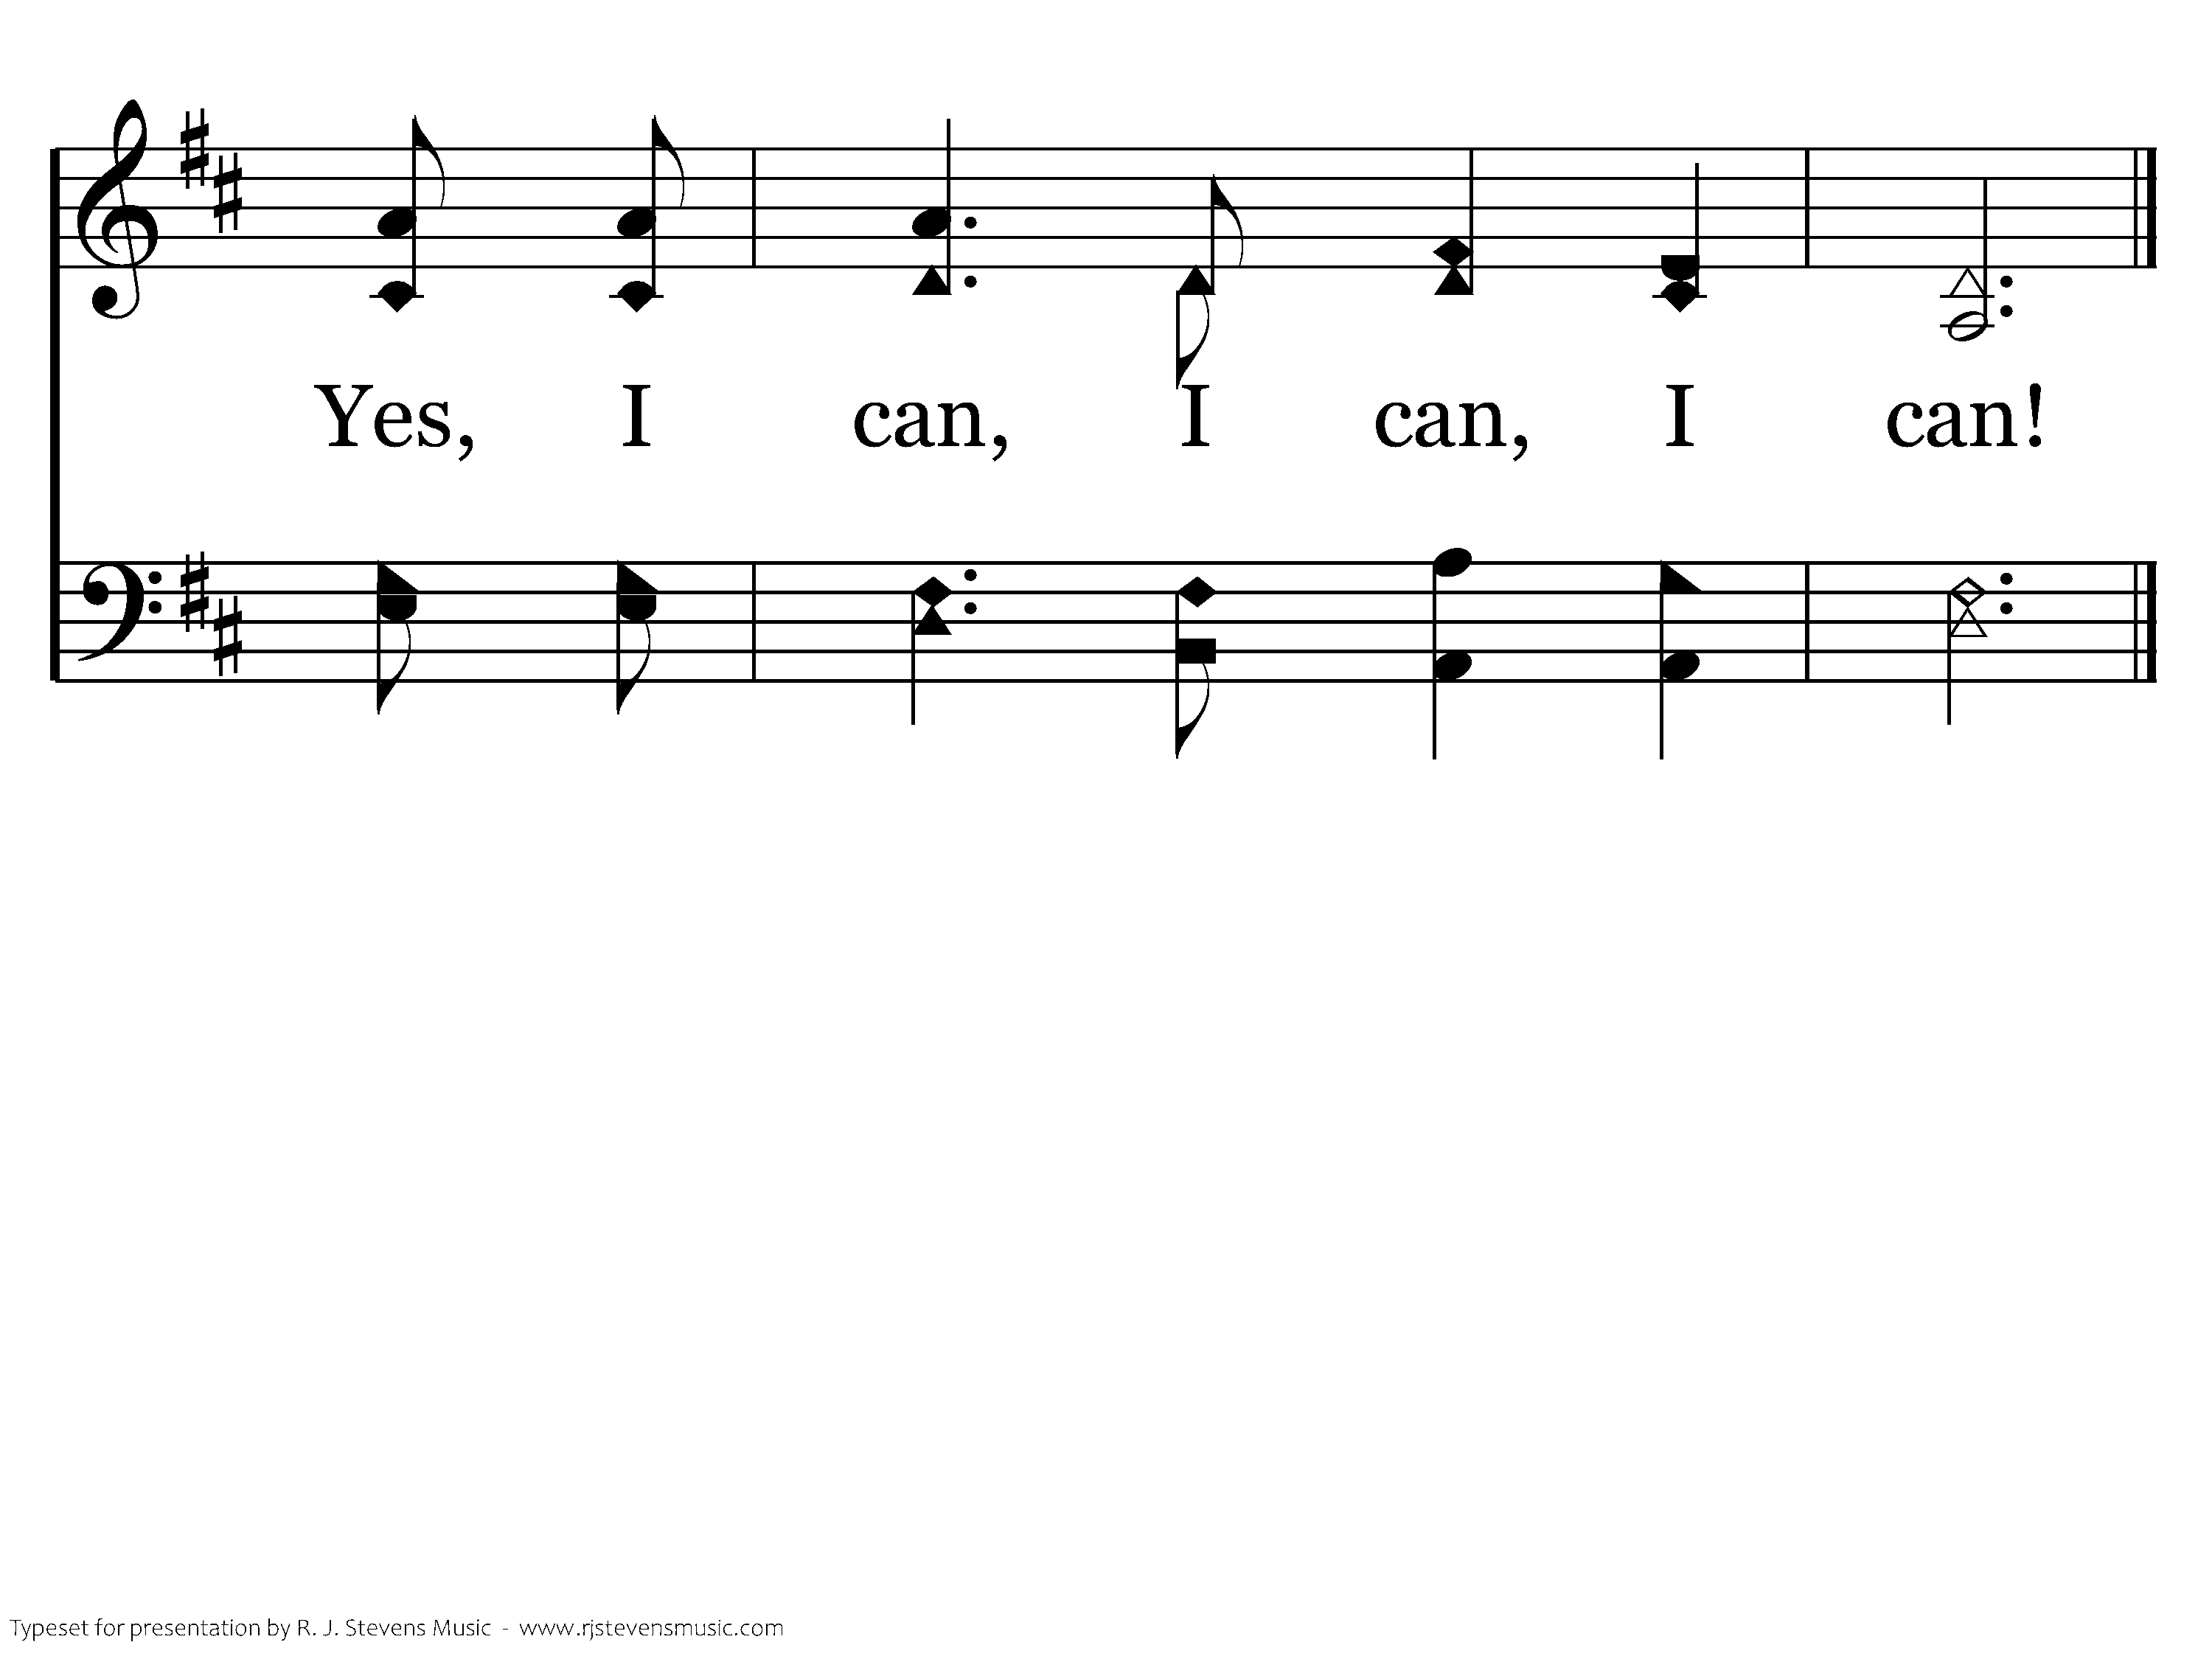 Yes, I can, I can, I can!
Typeset for presentation by R. J. Stevens Music - www.rjstevensmusic.com